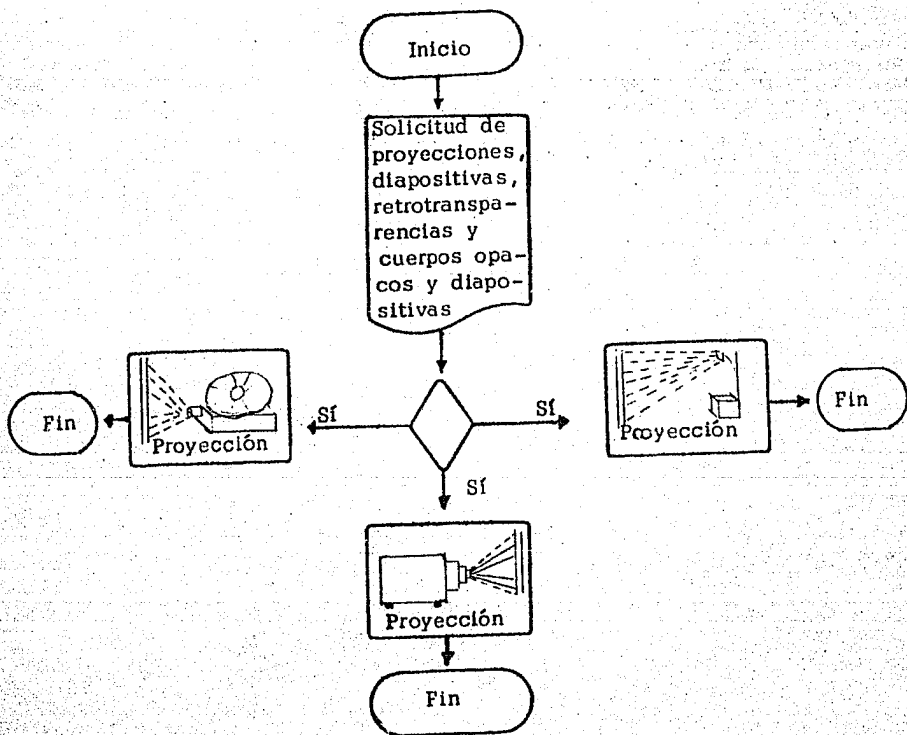 Inicio
Solicitud de
proyecciones,
diapositivas,
retrotranspa-
rencias y
cuerpos opa-
cos y diapo-
sitivas
Sí
Sí
Fin
Proyección
Pcoyección
Fin
Sí
Proyección
Fin